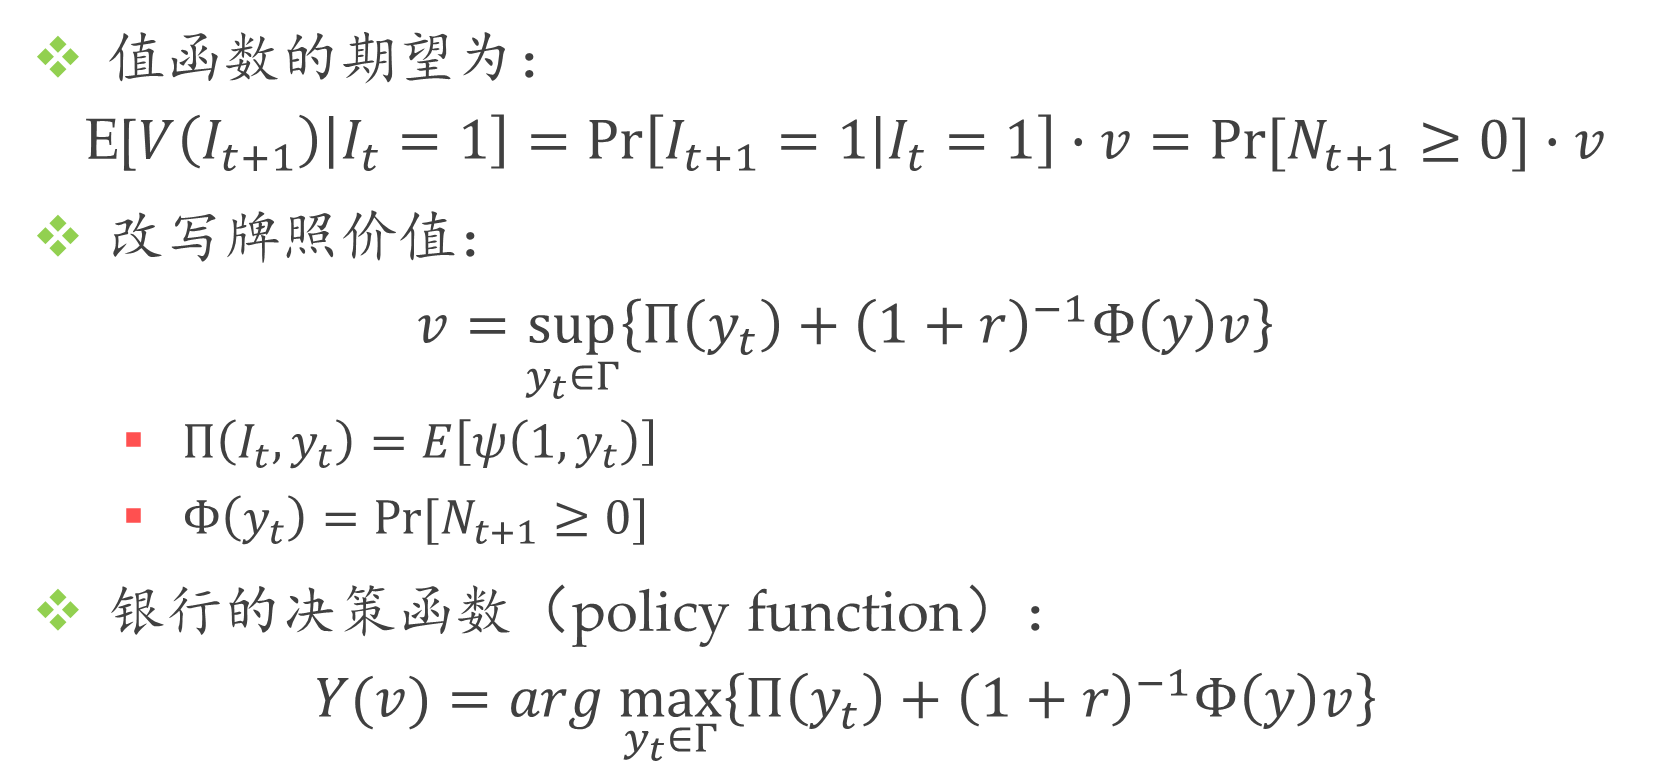 值函数的期望为：
E[V(I_{t+1})|I_t = 1] = Pr[I_{t+1} = 1|I_t = 1] · v = Pr[N_{t+1} ≥ 0] · v
改写牌照价值：
v = sup_{y_t∈Γ}{Π(y_t) + (1 + r)^{−1}Φ(y)v}
Π(I_t, y_t) = E[ψ(1, y_t)]
Φ(y_t) = Pr[N_{t+1} ≥ 0]
银行的决策函数（policy function）：
Y(v) = arg max_{y_t∈Γ}{Π(y_t) + (1 + r)^{−1}Φ(y)v}